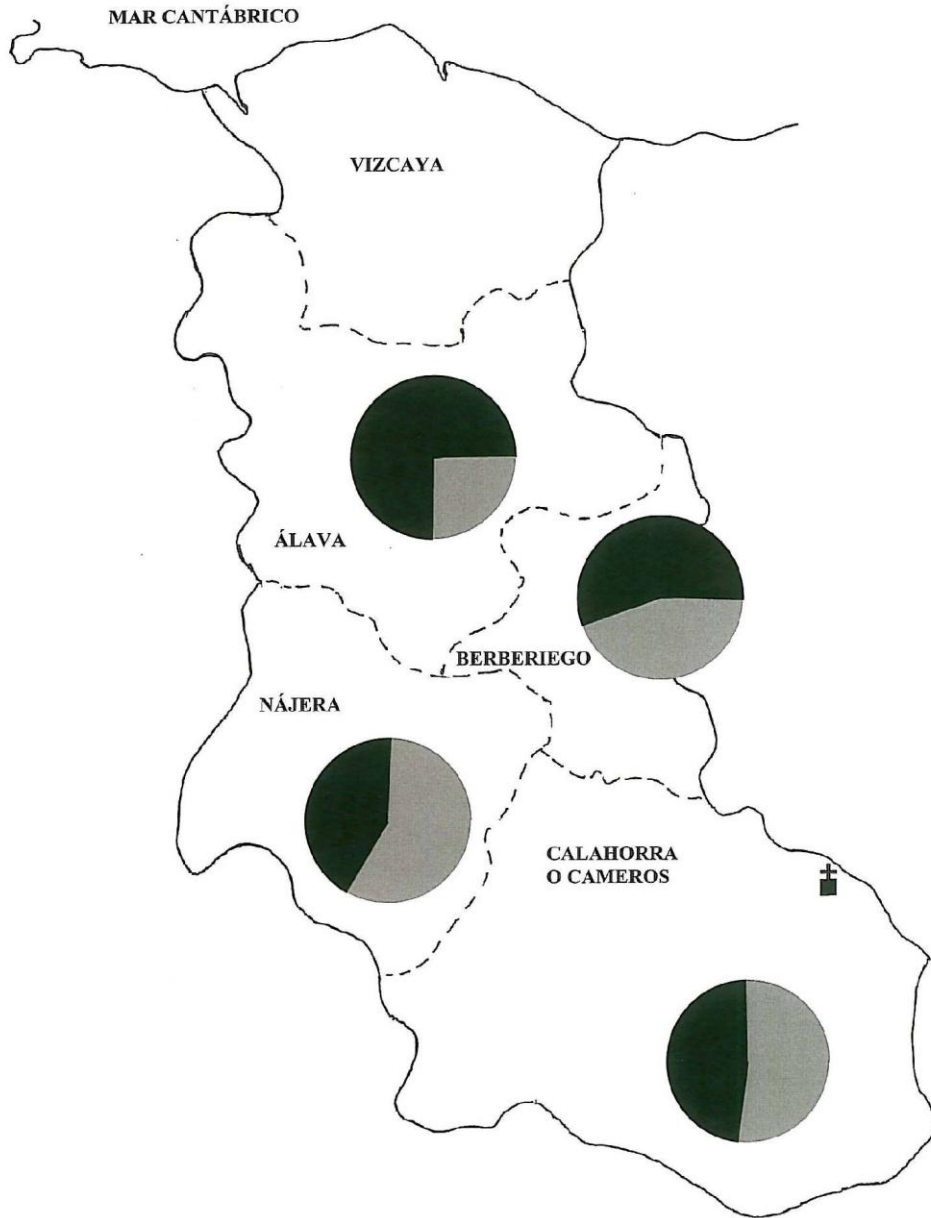 MAR CANTÁBRICO
VIZCAYA
ÁLAVA
BERBERIEGO
NÁJERA
CALAHORRA
O CAMEROS